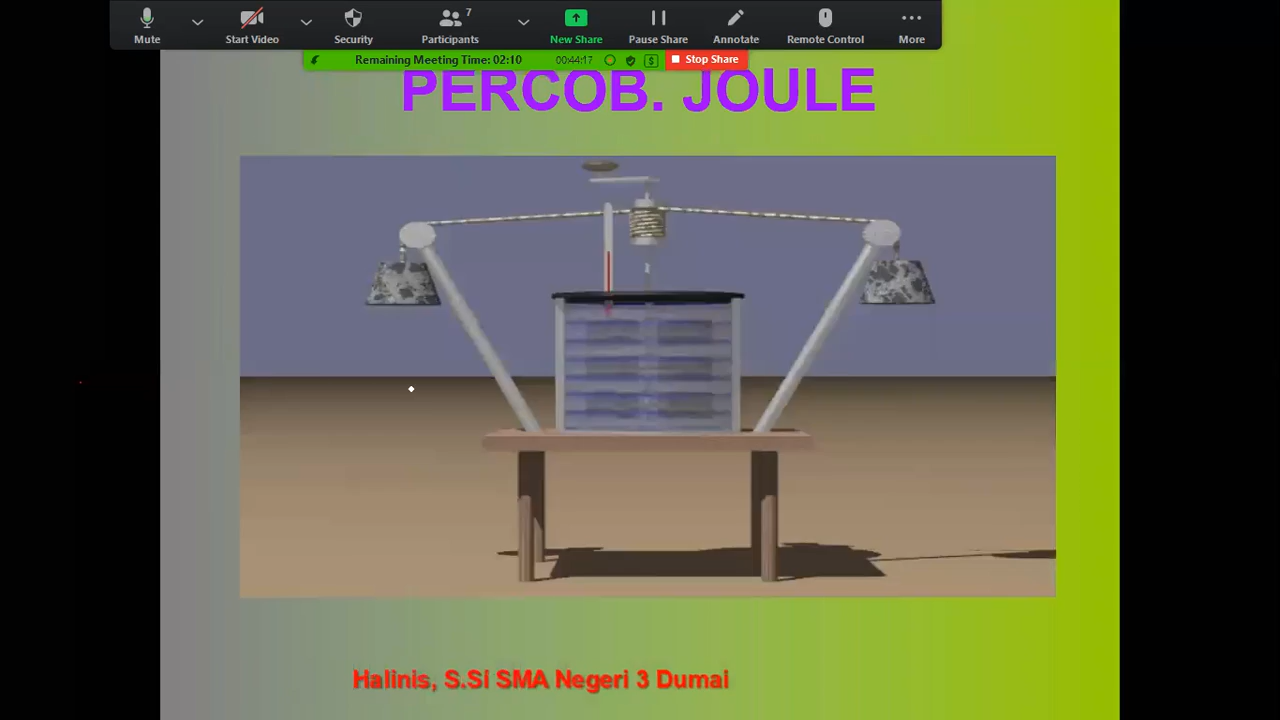 Mute
Start Video
Security
Participants
7
New Share
Pause Share
Annotate
Remote Control
More
Remaining Meeting Time: 02:10
00:44:17
$
Stop Share
PERCOB. JOULE
Halinis, S.Si SMA Negeri 3 Dumai